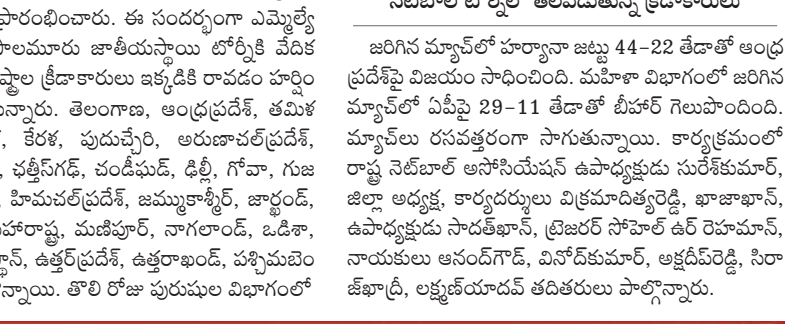 ప్రారంభించారు. ఈ సందర్భంగా ఎమ్మెల్యే
జాతీయస్థాయి టోర్నీకి వేదిక
క్రీడాకారులు ఇక్కడికి రావడం హర్షిం
తెలంగాణ, ఆంధ్రప్రదేశ్, తమిళ
కేరళ, పుదుచ్చేరి, అరుణాచల్‌ప్రదేశ్,
ఛత్తీస్‌గఢ్, చండీఘడ్, ఢిల్లీ, గోవా, గుజ
హిమచల్‌ప్రదేశ్, జమ్ముకాశ్మీర్, జార్ఖండ్,
మణిపూర్, నాగలాండ్, ఒడిశా,
ఉత్తర్‌ప్రదేశ్, ఉత్తరాఖండ్, పశ్చిమబెం
తొలి రోజు పురుషుల విభాగంలో
తలపడుతున్న క్రీడాకారులు
జరిగిన మ్యాచ్‌లో హర్యానా జట్టు 44-22 తేడాతో ఆంధ్ర
ప్రదేశ్‌పై విజయం సాధించింది. మహిళా విభాగంలో జరిగిన
మ్యాచ్‌లో ఏపీపై 29-11 తేడాతో బీహార్ గెలుపొందింది.
మ్యాచ్‌లు రసవత్తరంగా సాగుతున్నాయి. కార్యక్రమంలో
రాష్ట్ర నెట్‌బాల్ అసోసియేషన్ ఉపాధ్యక్షుడు సురేశ్‌కుమార్,
జిల్లా అధ్యక్ష, కార్యదర్శులు విక్రమాదిత్యరెడ్డి, ఖాజాఖాన్,
ఉపాధ్యక్షుడు సాదత్‌ఖాన్, ట్రెజరర్ సోహెల్ ఉర్ రెహమాన్,
నాయకులు ఆనంద్‌గౌడ్, వినోద్‌కుమార్, అక్షదీప్‌రెడ్డి, సిరా
జ్‌ఖాద్రీ, లక్ష్మణ్‌యాదవ్ తదితరులు పాల్గొన్నారు.